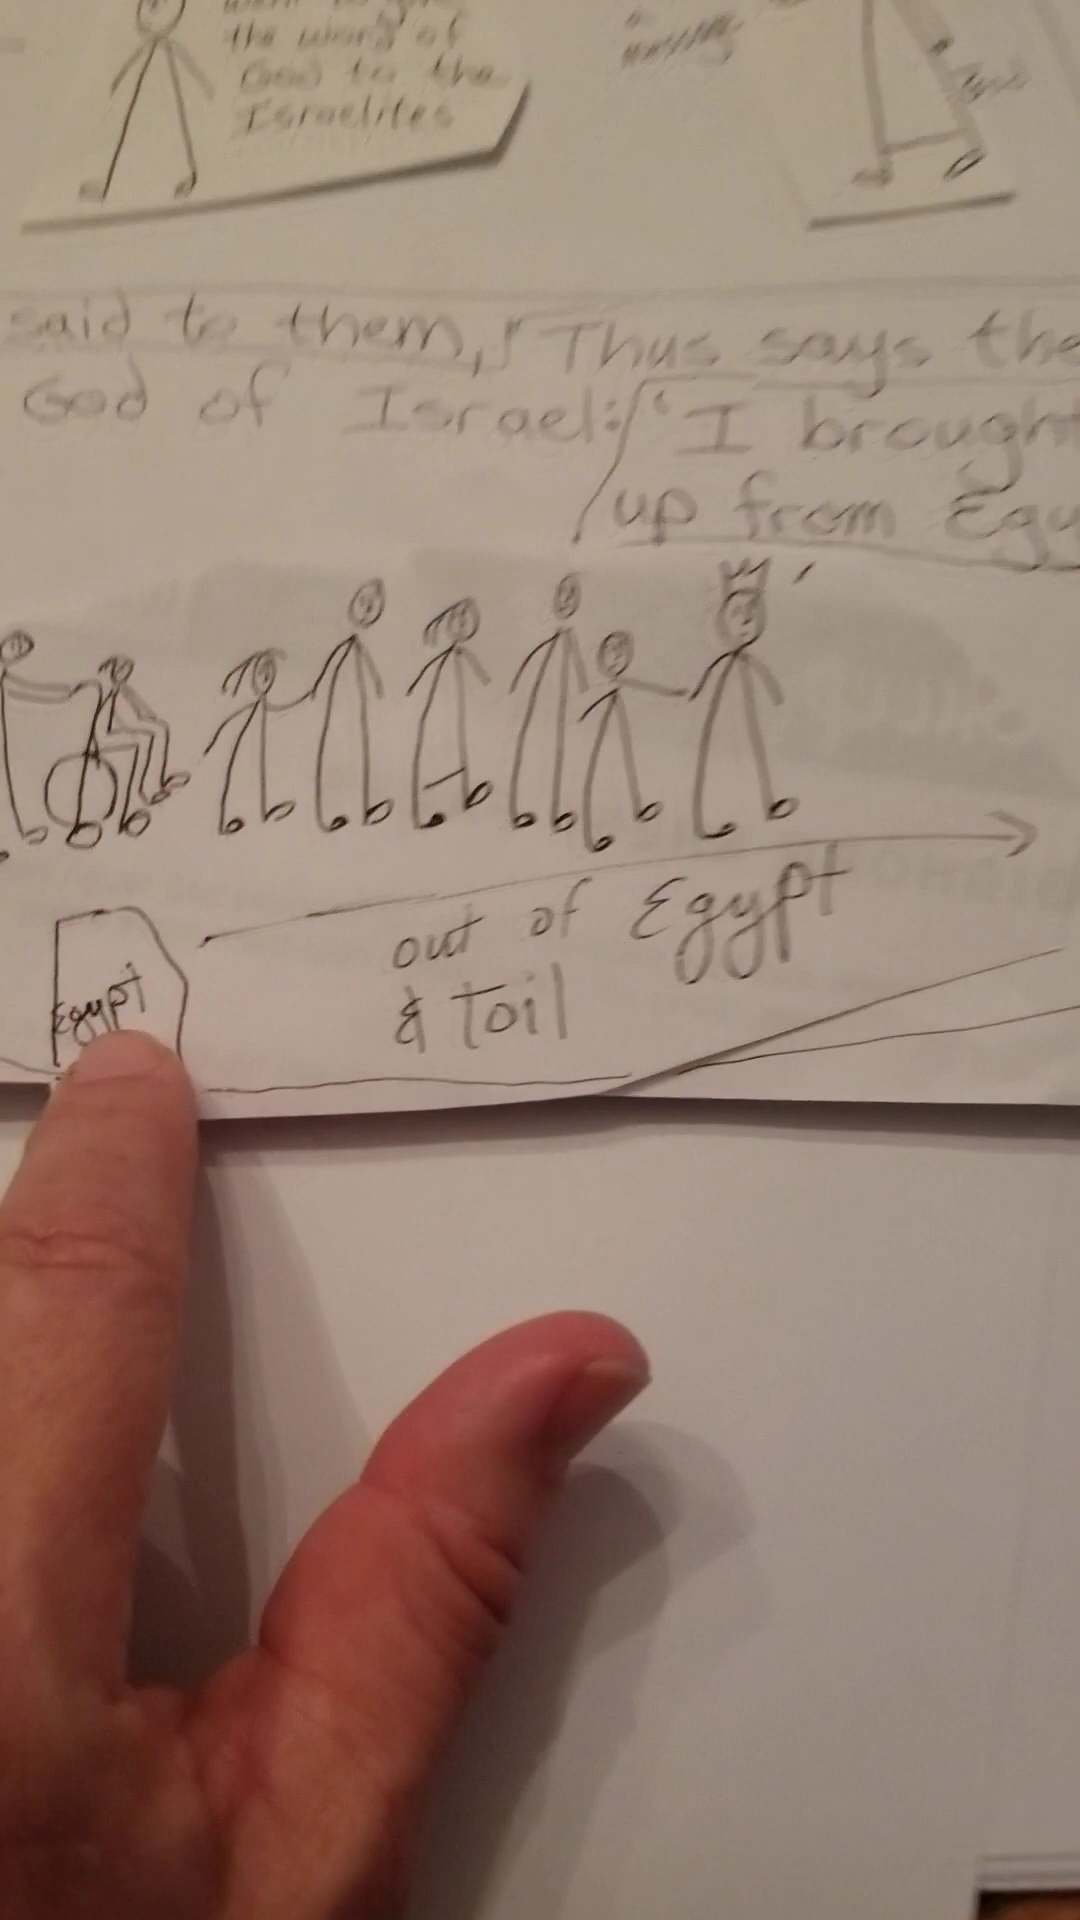 the word of
God to the
Israelites
said to them, "Thus says the
God of Israel: 'I brought
up from Egy
out of Egypt
& toil
Egypt